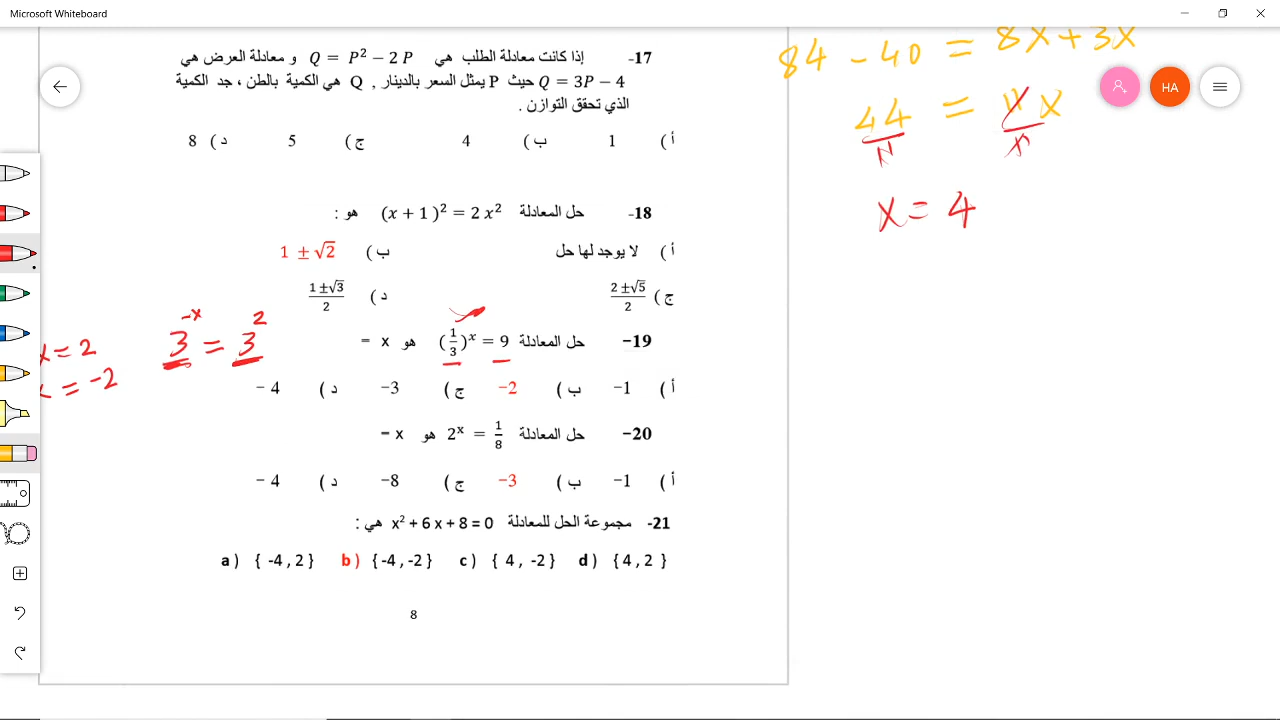 Microsoft Whiteboard
84 - 40 = 8x + 3x
HA
44/11 = 11x/11
x = 4
17- إذا كانت معادلة الطلب هي Q = P² − 2P و معادلة العرض هي
Q = 3P − 4 حيث P يمثل السعر بالدينار , Q هي الكمية بالطن ، جد الكمية
الذي تحقق التوازن .
أ ) 1 ب ) 4 ج ) 5 د ) 8
18- حل المعادلة (x + 1)² = 2x² هو :
أ ) لا يوجد لها حل ب ) 1 ± √2
ج ) (2 ±√5)/2 د ) (1 ±√3)/2
3⁻ˣ = 3²
x = 2
x = -2
19- حل المعادلة (1/3)ˣ = 9 هو x =
أ ) −1 ب ) −2 ج ) −3 د ) − 4
20- حل المعادلة 2ˣ = 1/8 هو x =
أ ) −1 ب ) −3 ج ) −8 د ) − 4
21- مجموعة الحل للمعادلة x² + 6 x + 8 = 0 هي :
a ) { -4 , 2 } b ) { -4 , -2 } c ) { 4 , -2 } d ) { 4 , 2 }
8